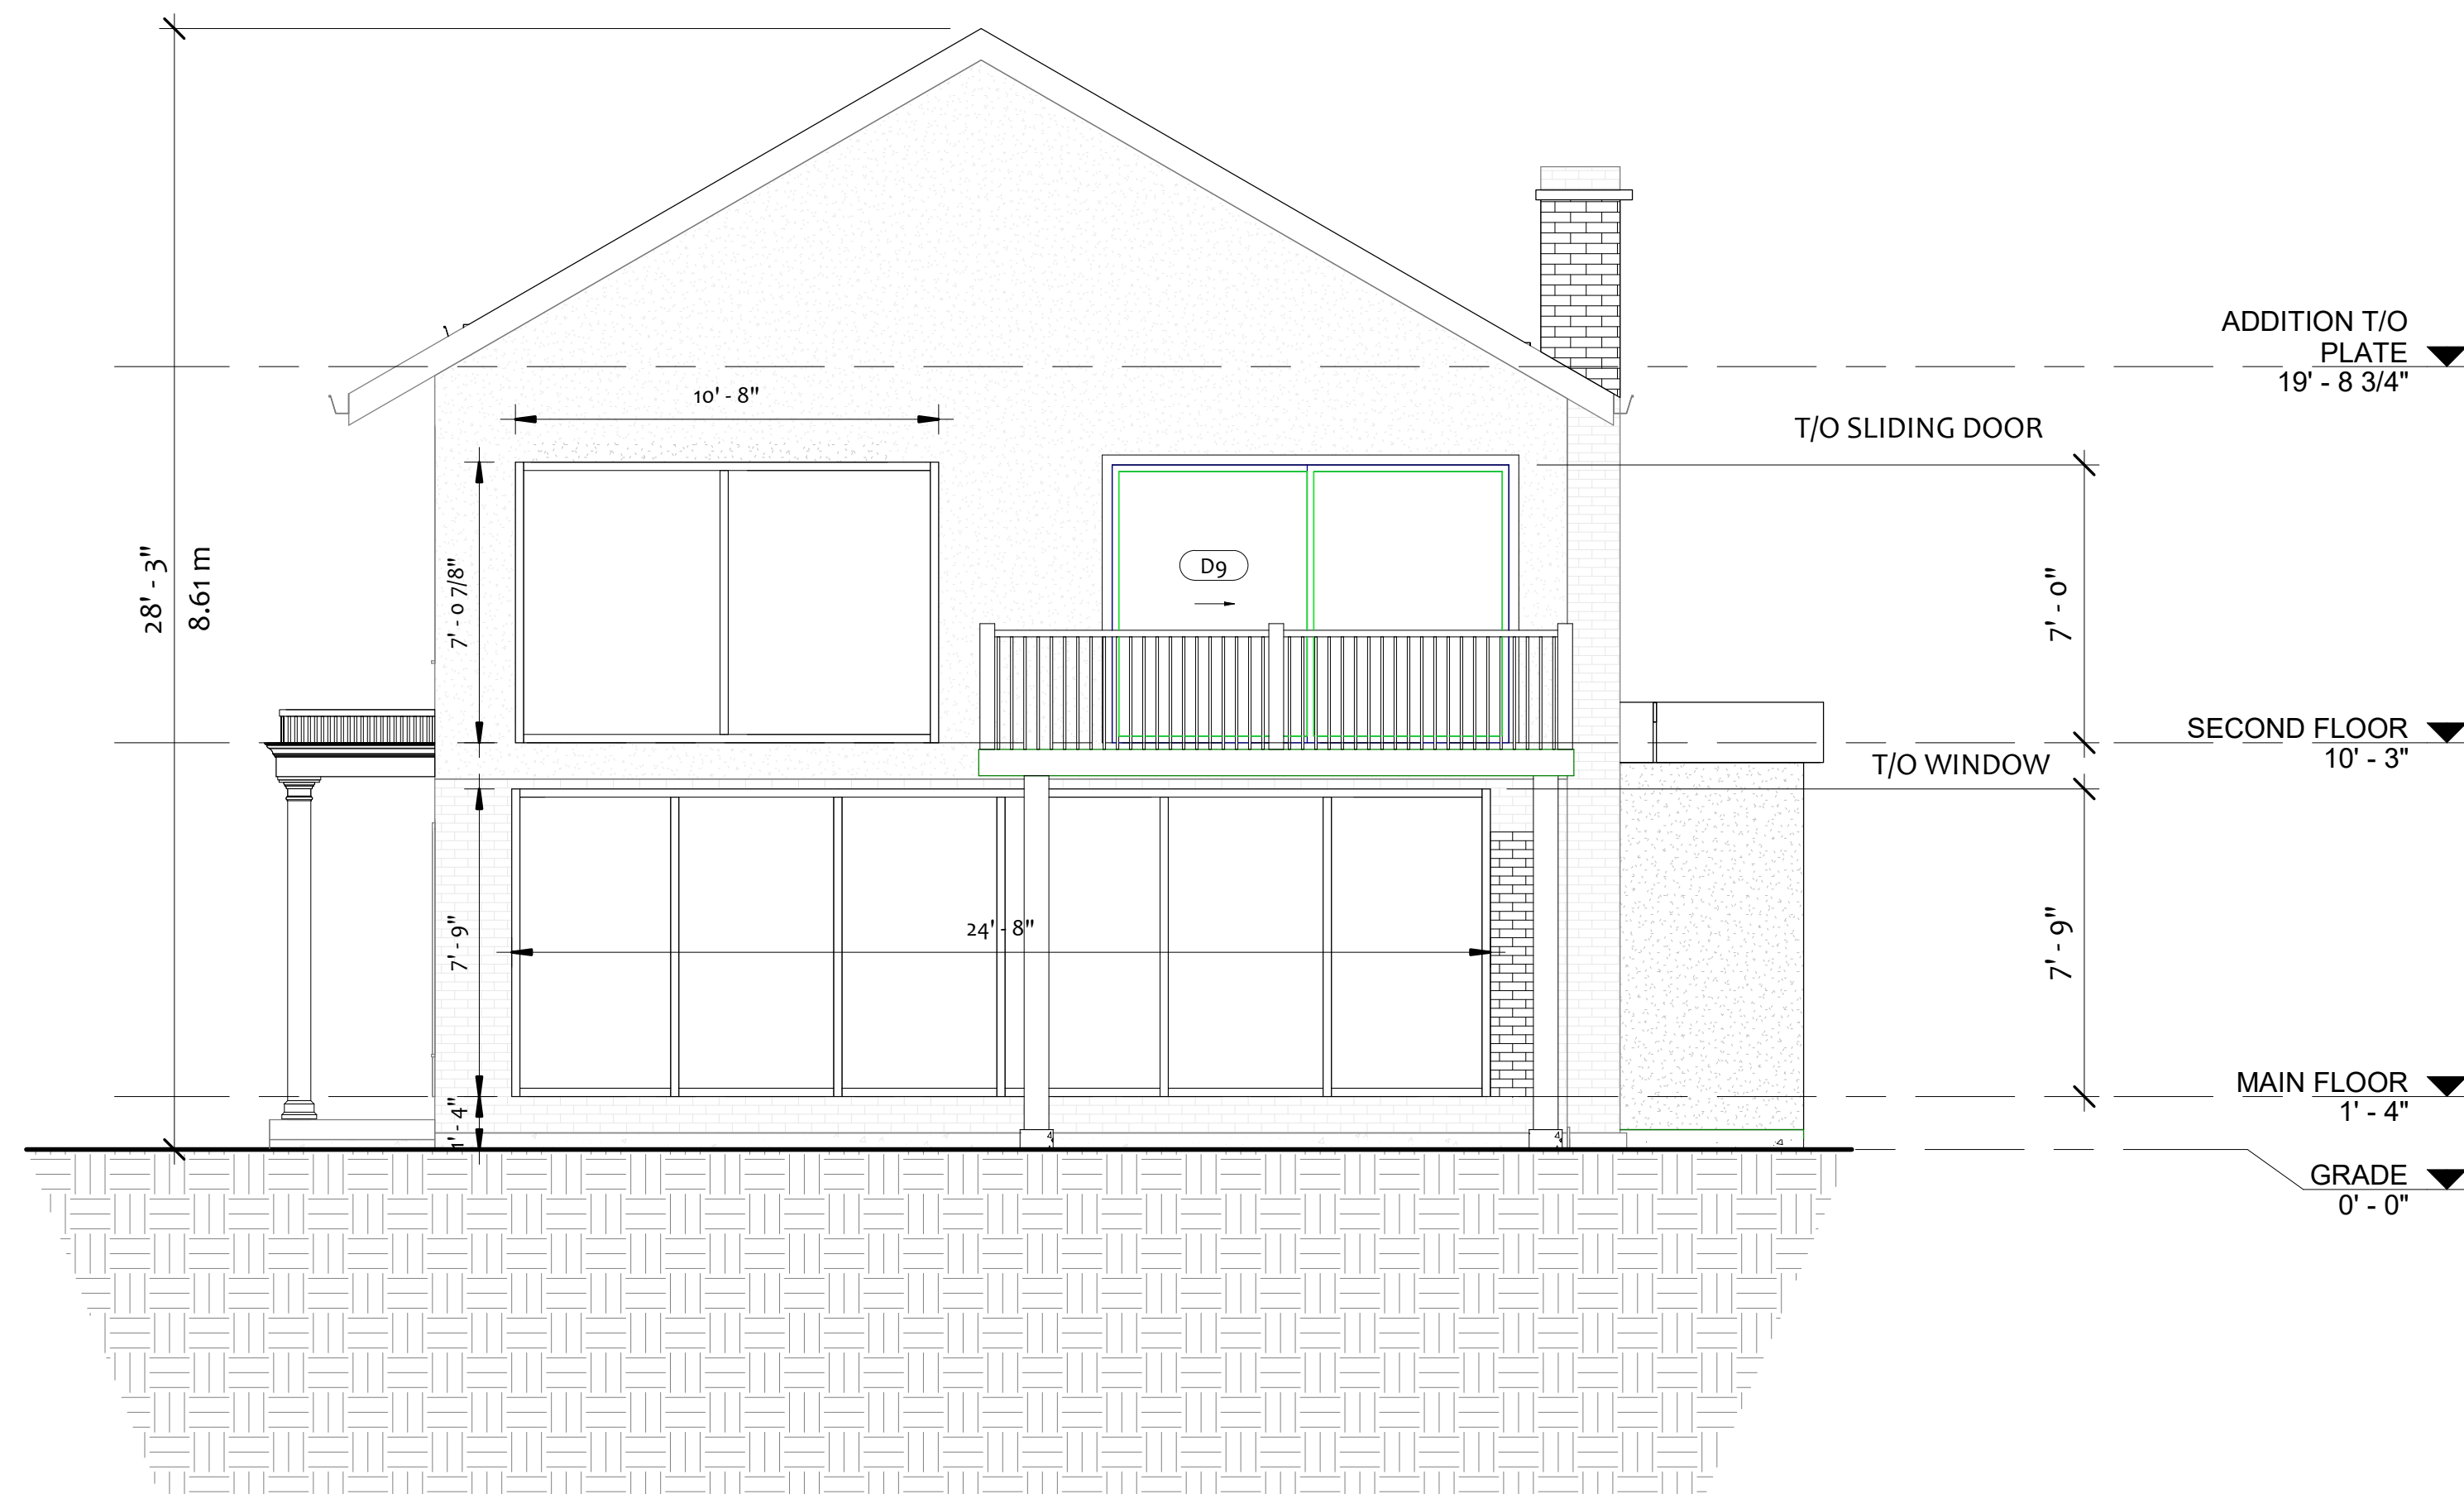 ADDITION T/O
PLATE
19' - 8 3/4"
10' - 8"
T/O SLIDING DOOR
28' - 3"
8.61 m
7' - 0 7/8"
D9
7' - 0"
SECOND FLOOR
10' - 3"
T/O WINDOW
7' - 9"
24' - 8"
7' - 9"
1' - 4"
MAIN FLOOR
1' - 4"
GRADE
0' - 0"